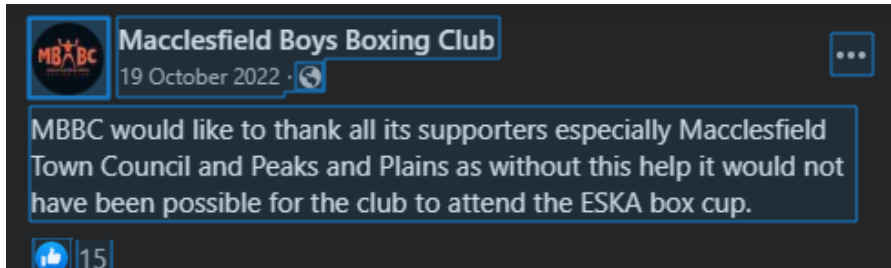 MBBC
Macclesfield Boys Boxing Club
19 October 2022 ·
MBBC would like to thank all its supporters especially Macclesfield
Town Council and Peaks and Plains as without this help it would not
have been possible for the club to attend the ESKA box cup.
15